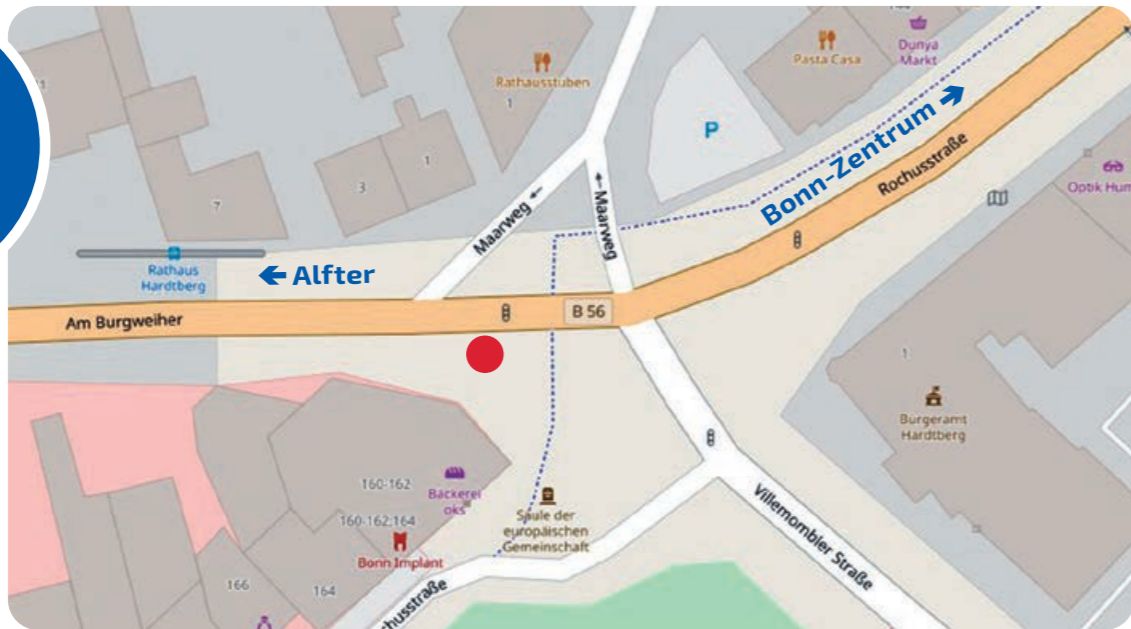 Rathausstuben
1
Pasta Casa
Dunya
Markt
P
3
1
7
Maarweg
Maarweg
Bonn-Zentrum
Rochusstraße
Rathaus
Hardtberg
Alfter
Am Burgweiher
B 56
1
Bürgeramt
Hardtberg
Optik Hum
160-162
Bäckerei
oks
160-162;164
Bonn Implant
Säule der
europäischen
Gemeinschaft
166
164
chusstraße
Villemombler Straße